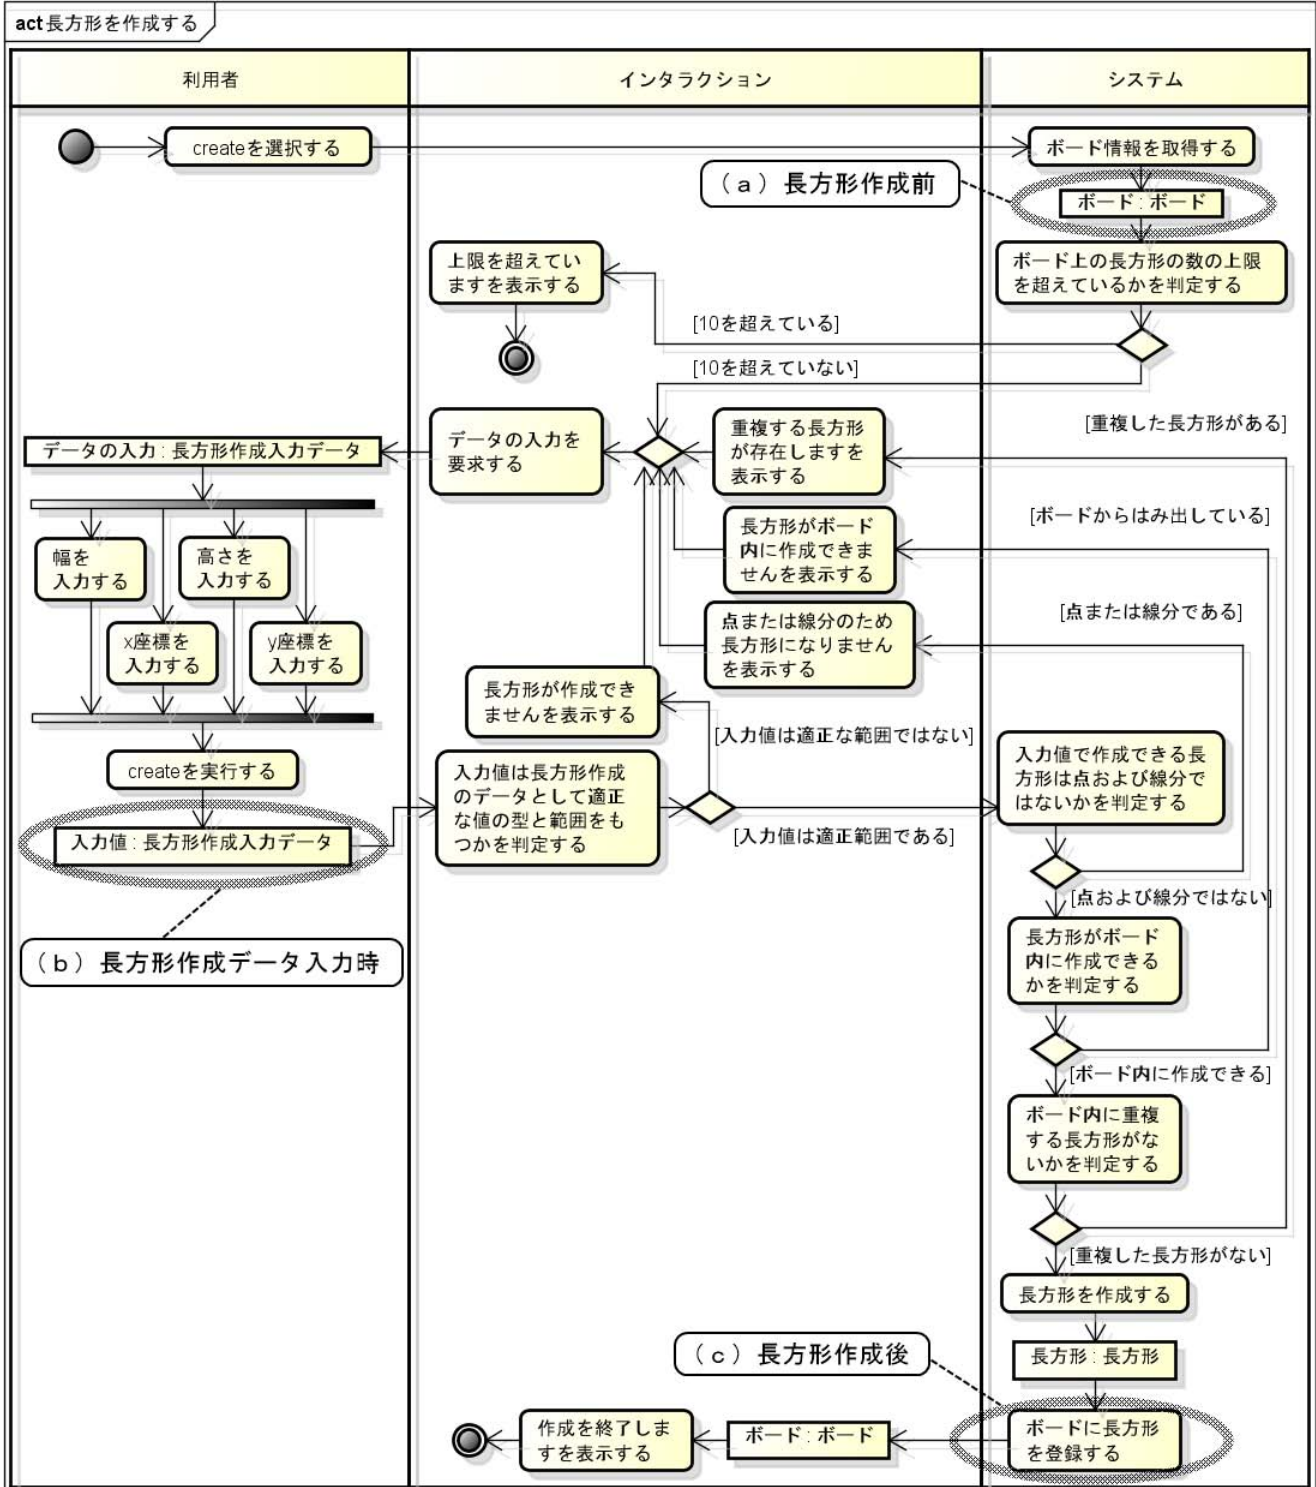 act 長方形を作成する
利用者
インタラクション
システム
createを選択する
ボード情報を取得する
（a）長方形作成前
ボード : ボード
上限を超えてい
ますを表示する
ボード上の長方形の数の上限
を超えているかを判定する
[10を超えている]
[10を超えていない]
[重複した長方形がある]
データの入力 : 長方形作成入力データ
データの入力を
要求する
重複する長方形
が存在しますを
表示する
[ボードからはみ出している]
長方形がボード
内に作成できま
せんを表示する
幅を
入力する
高さを
入力する
[点または線分である]
x座標を
入力する
y座標を
入力する
点または線分のため
長方形になりません
を表示する
長方形が作成でき
ませんを表示する
[入力値は適正な範囲ではない]
createを実行する
入力値は長方形作成
のデータとして適正
な値の型と範囲をも
つかを判定する
入力値で作成できる長
方形は点および線分で
はないかを判定する
[入力値は適正範囲である]
入力値 : 長方形作成入力データ
[点および線分ではない]
（b）長方形作成データ入力時
長方形がボード
内に作成できる
かを判定する
[ボード内に作成できる]
ボード内に重複
する長方形がな
いかを判定する
[重複した長方形がない]
長方形を作成する
（c）長方形作成後
長方形 : 長方形
作成を終了しま
すを表示する
ボード : ボード
ボードに長方形
を登録する